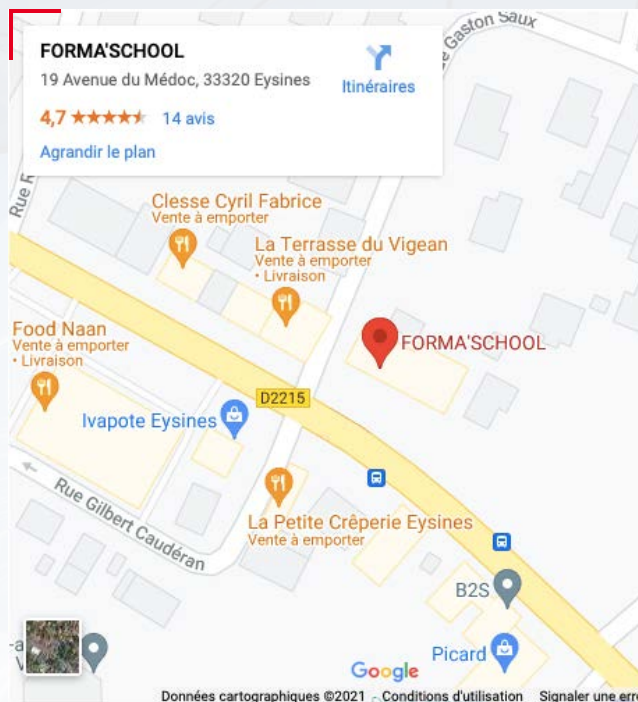 FORMA'SCHOOL
19 Avenue du Médoc, 33320 Eysines
Itinéraires
4,7
14 avis
Agrandir le plan
Gaston Saux
Rue R
Clesse Cyril Fabrice
Vente à emporter
La Terrasse du Vigean
Vente à emporter
• Livraison
Food Naan
Vente à emporter
• Livraison
FORMA'SCHOOL
D2215
Ivapote Eysines
Rue Gilbert Caudéran
La Petite Crêperie Eysines
Vente à emporter
B2S
Picard
Google
Données cartographiques ©2021
Conditions d'utilisation
Signaler une erre